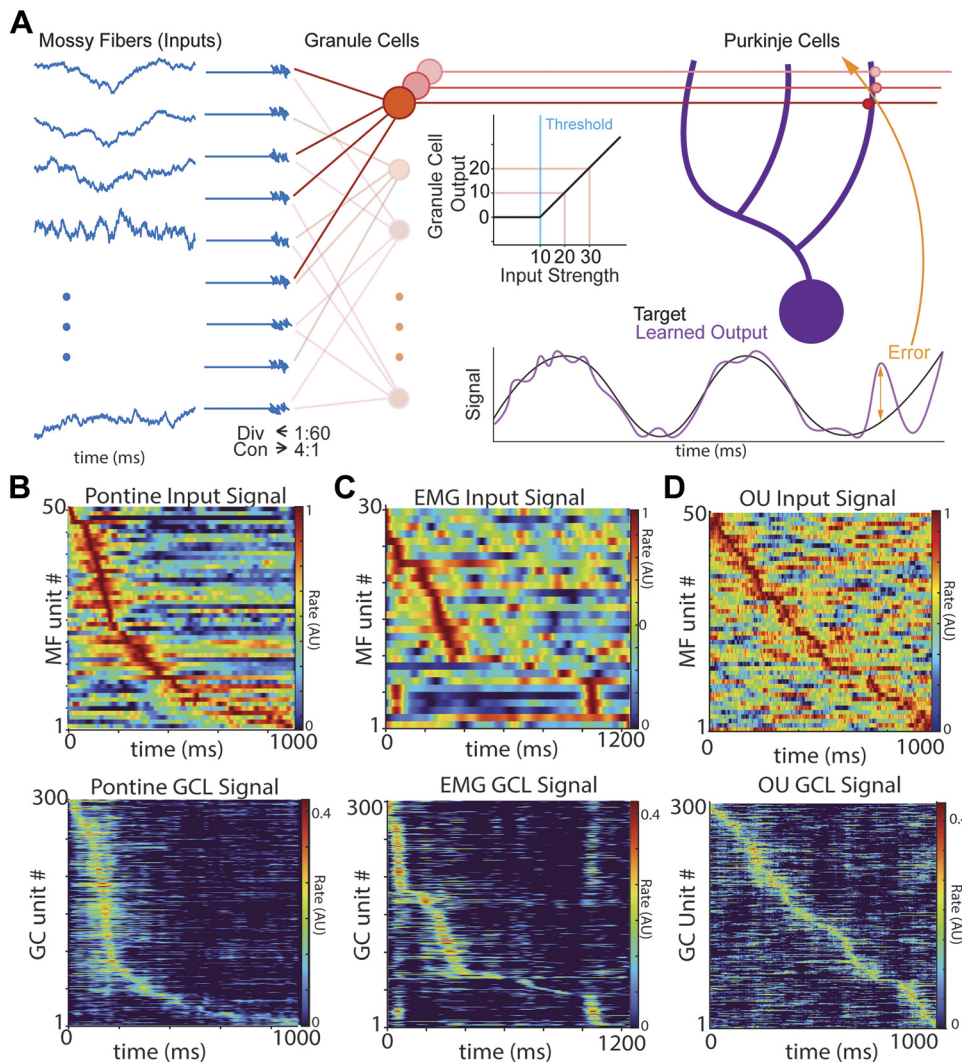 A
Mossy Fibers (Inputs)
Granule Cells
Purkinje Cells
Threshold
Granule Cell
Output
20
10
0
10 20 30
Input Strength
Target
Learned Output
Error
Signal
time (ms)
time (ms)
Div < 1:60
Con > 4:1
B
Pontine Input Signal
50
MF unit #
1
0
1000
time (ms)
1
Rate (AU)
0
C
EMG Input Signal
30
MF unit #
1
0
1200
time (ms)
1
Rate (AU)
0
0
D
OU Input Signal
50
MF unit #
1
0
1000
time (ms)
1
Rate (AU)
0
Pontine GCL Signal
300
GC unit #
1
0
1000
time (ms)
0.4
Rate (AU)
0
EMG GCL Signal
300
GC unit #
1
0
1200
time (ms)
0.4
Rate (AU)
0
OU GCL Signal
300
GC Unit #
1
0
1000
time (ms)
0.4
Rate (AU)
0